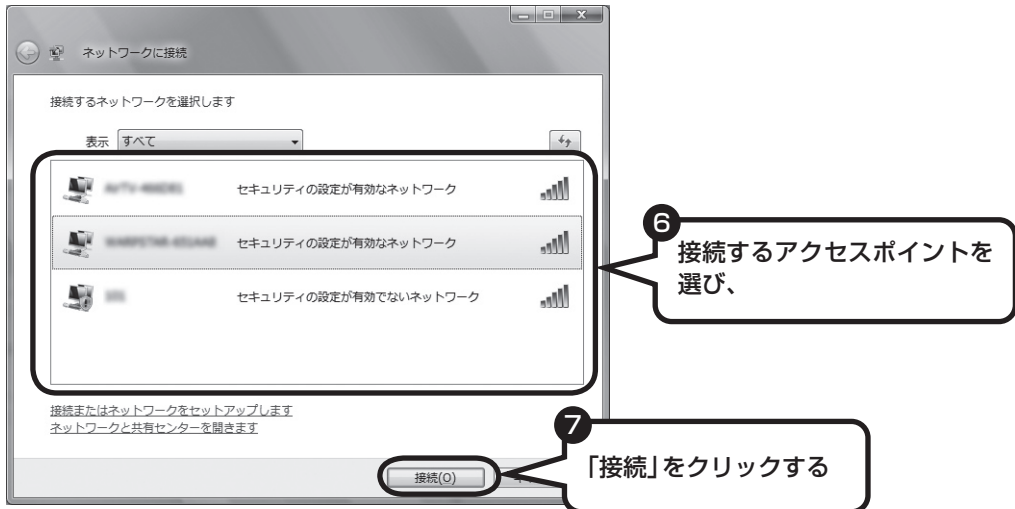 ネットワークに接続
接続するネットワークを選択します
表示 すべて
セキュリティの設定が有効なネットワーク
セキュリティの設定が有効なネットワーク
セキュリティの設定が有効でないネットワーク
6
接続するアクセスポイントを
選び、
接続またはネットワークをセットアップします
ネットワークと共有センターを開きます
7
「接続」をクリックする
接続(O)